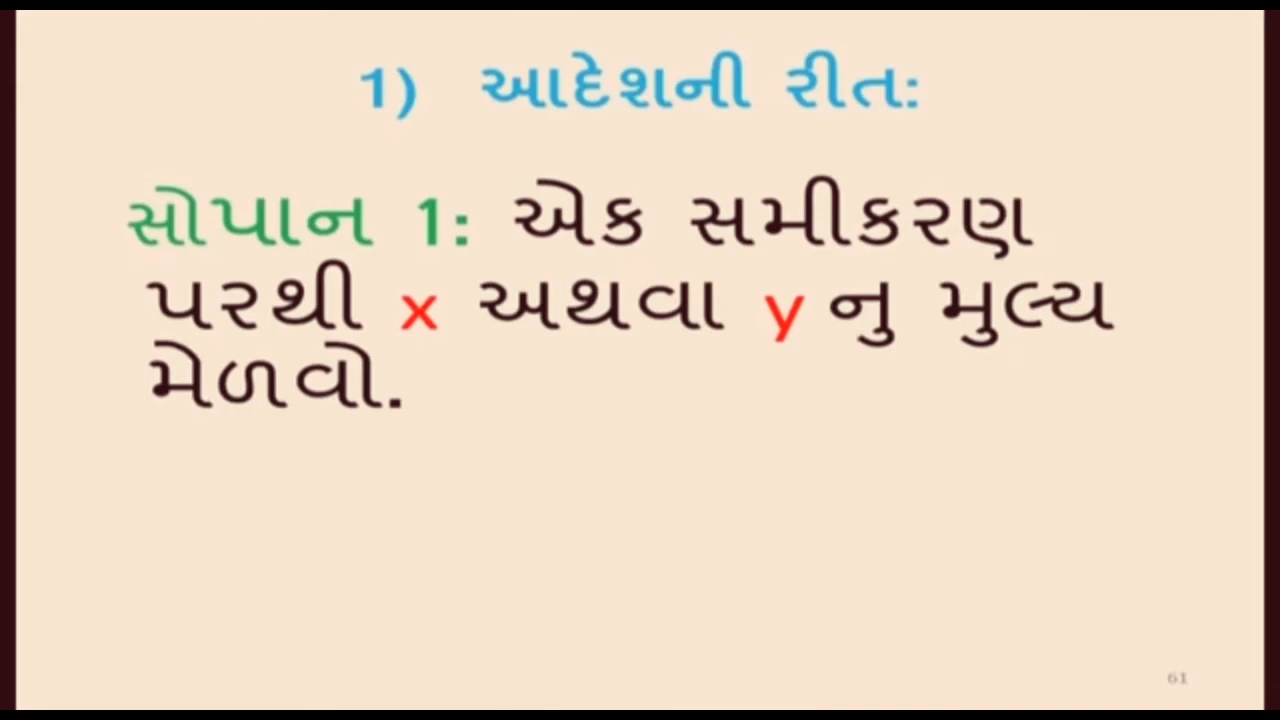 1) આદેશની રીત:
સોપાન 1: એક સમીકરણ
પરથી x અથવા y નુ મુલ્ય
મેળવો.
61